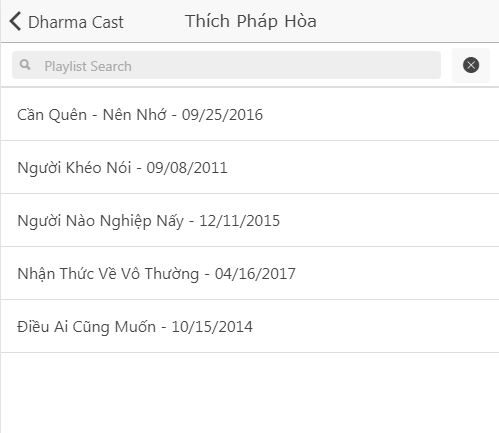 Dharma Cast
Thích Pháp Hòa
Playlist Search
Cần Quên - Nên Nhớ - 09/25/2016
Người Khéo Nói - 09/08/2011
Người Nào Nghiệp Nấy - 12/11/2015
Nhận Thức Về Vô Thường - 04/16/2017
Điều Ai Cũng Muốn - 10/15/2014